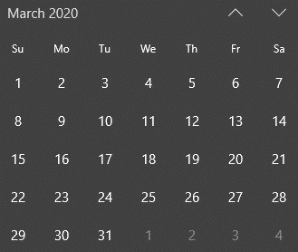 March 2020
Su Mo Tu We Th Fr Sa
1 2 3 4 5 6 7
8 9 10 11 12 13 14
15 16 17 18 19 20 21
22 23 24 25 26 27 28
29 30 31 1 2 3 4